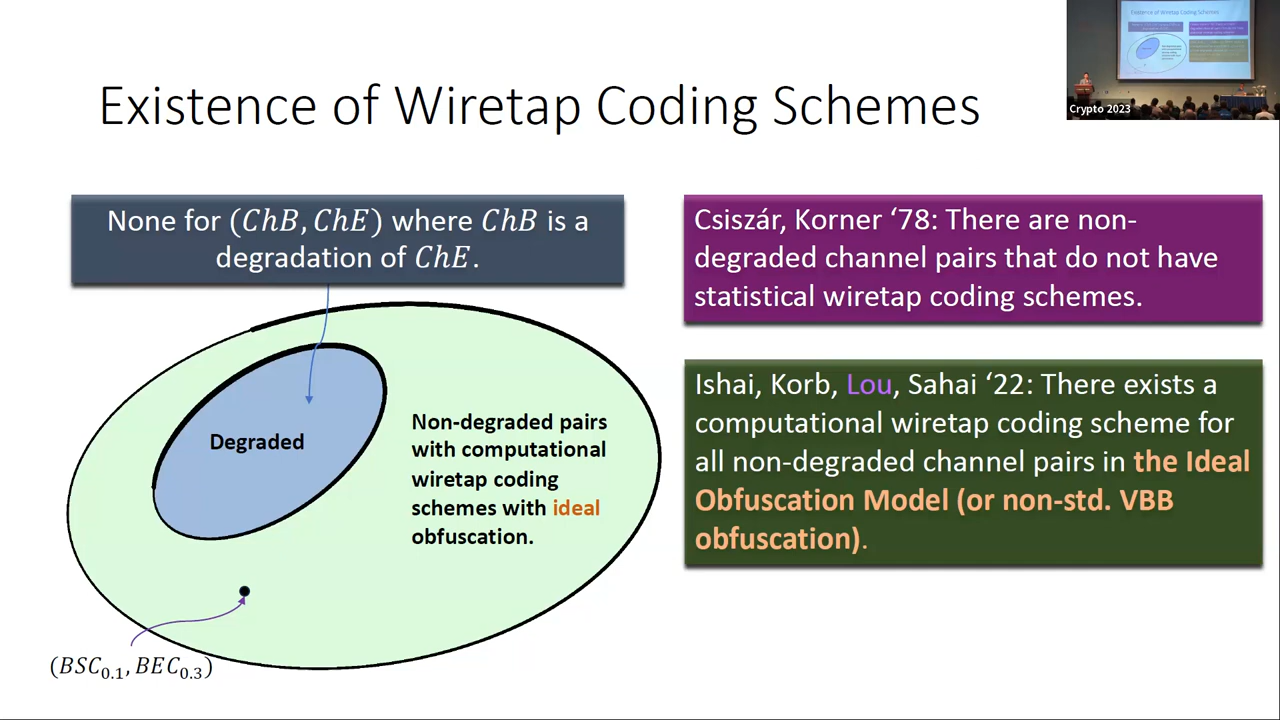 Existence of Wiretap Coding Schemes
Crypto 2023
None for (ChB, ChE) where ChB is a
degradation of ChE.
Csiszár, Korner ‘78: There are non-
degraded channel pairs that do not have
statistical wiretap coding schemes.
Degraded
Non-degraded pairs
with computational
wiretap coding
schemes with ideal
obfuscation.
(BSC₀.₁, BEC₀.₃)
Ishai, Korb, Lou, Sahai ‘22: There exists a
computational wiretap coding scheme for
all non-degraded channel pairs in the Ideal
Obfuscation Model (or non-std. VBB
obfuscation).